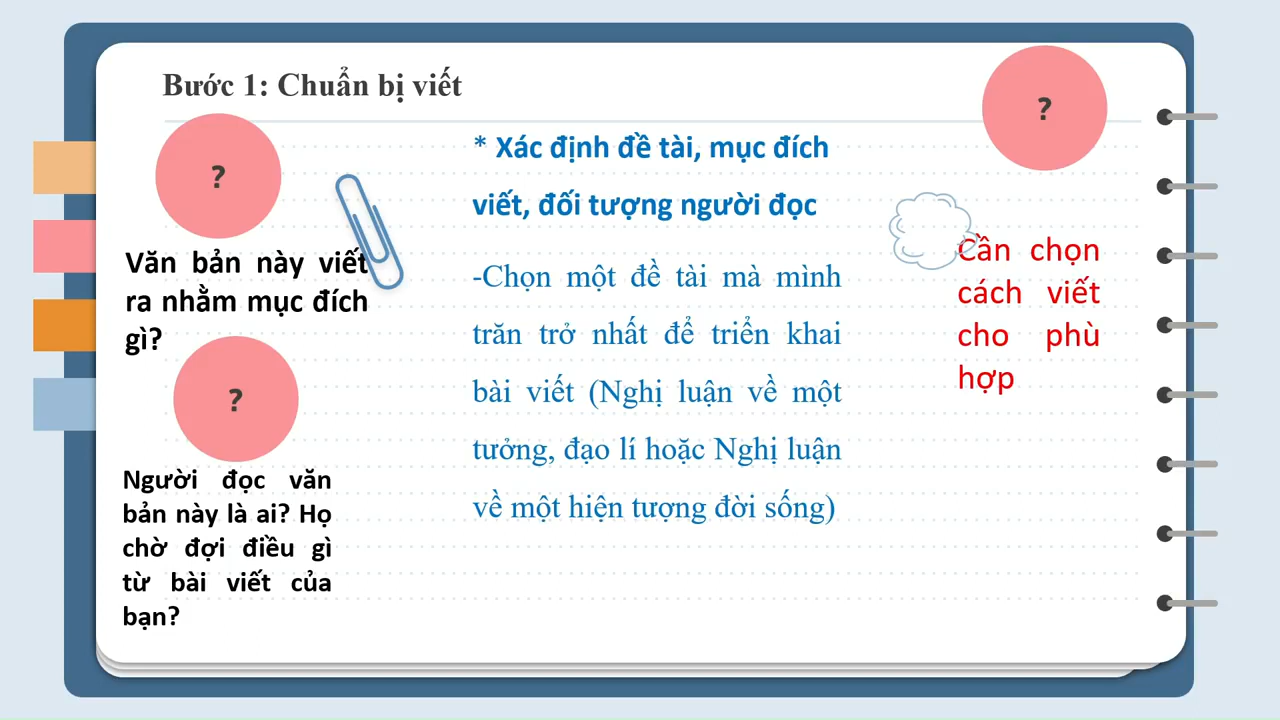 Bước 1: Chuẩn bị viết
?
Văn bản này viết
ra nhằm mục đích
gì?
?
Người đọc văn
bản này là ai? Họ
chờ đợi điều gì
từ bài viết của
bạn?
* Xác định đề tài, mục đích
viết, đối tượng người đọc
-Chọn một đề tài mà mình
trăn trở nhất để triển khai
bài viết (Nghị luận về một
tưởng, đạo lí hoặc Nghị luận
về một hiện tượng đời sống)
?
Cần chọn
cách viết
cho phù
hợp